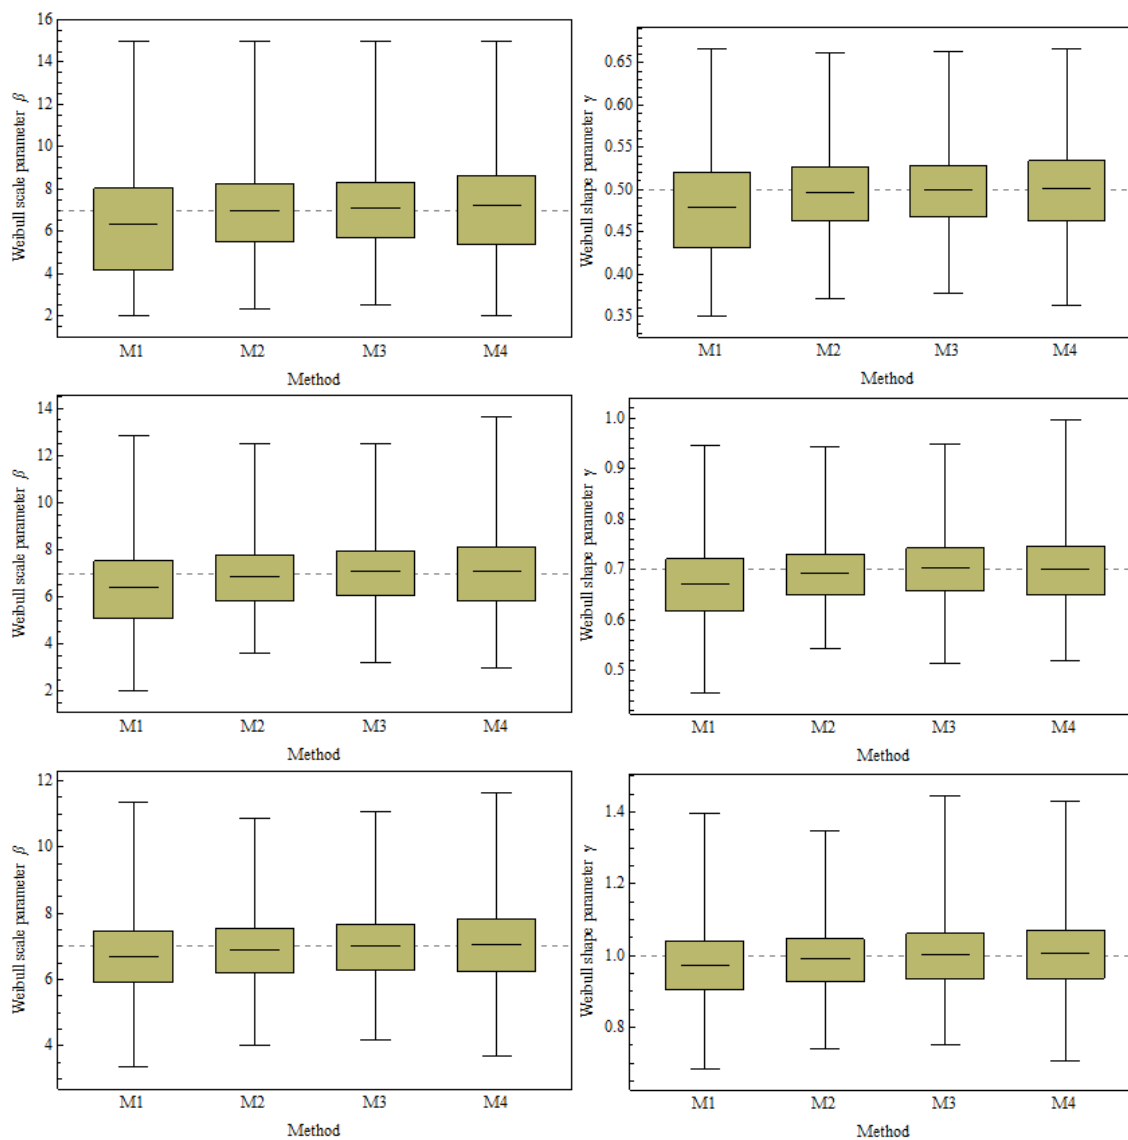 Weibull scale parameter β
16
14
12
10
8
6
4
2
M1 M2 M3 M4
Method
Weibull shape parameter γ
0.65
0.60
0.55
0.50
0.45
0.40
0.35
M1 M2 M3 M4
Method
Weibull scale parameter β
14
12
10
8
6
4
2
M1 M2 M3 M4
Method
Weibull shape parameter γ
1.0
0.9
0.8
0.7
0.6
0.5
M1 M2 M3 M4
Method
Weibull scale parameter β
12
10
8
6
4
M1 M2 M3 M4
Method
Weibull shape parameter γ
1.4
1.2
1.0
0.8
M1 M2 M3 M4
Method